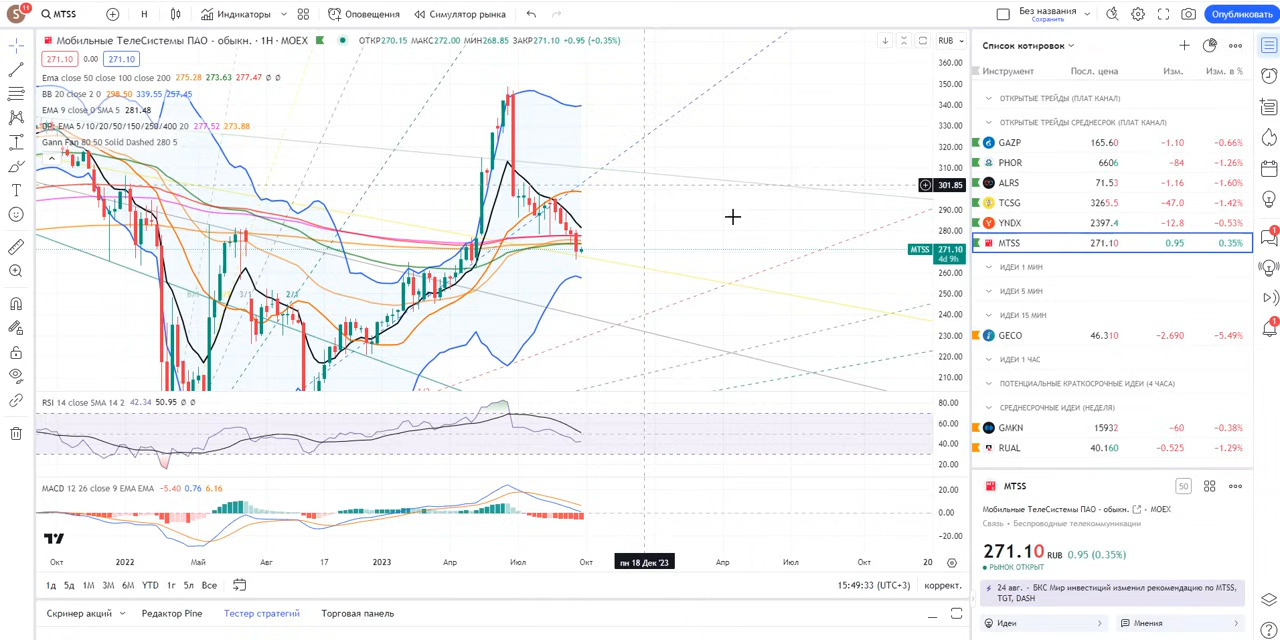 S 11 MTSS Н Индикаторы Оповещения Симулятор рынка Без названия Сохранить Опубликовать
Мобильные ТелеСистемы ПАО - обыкн. · 1Н · MOEX ОТКР270.15 МАКС272.00 МИН268.85 ЗАКР271.10 +0.95 (+0.35%) RUB
271.10 0.00 271.10
Ema close 50 close 100 close 200 275.28 273.63 277.47 ∅ ∅
BB 20 close 2 0 298.50 339.55 257.45
EMA 9 close 0 SMA 5 281.48
EMA 5/10/20/50/150/250/400 20 277.52 273.88
Gann Fan 80 50 Solid Dashed 280 5
3/1 2/1
360.00
350.00
340.00
330.00
320.00
310.00
301.85
290.00
280.00
MTSS 271.10
4d 9h
260.00
250.00
240.00
230.00
220.00
210.00
RSI 14 close SMA 14 2 42.34 50.95 ∅ ∅
80.00
60.00
40.00
20.00
MACD 12 26 close 9 EMA EMA −5.40 0.76 6.16
20.00
0.00
−20.00
Окт 2022 Май Авг 17 2023 Апр Июл Окт пн 18 Дек '23 Апр Июл Окт 20
1д 5д 1М 3М 6М YTD 1г 5л Все 15:49:33 (UTC+3) коррект.
Скринер акций Редактор Pine Тестер стратегий Торговая панель
Список котировок
Инструмент Посл. цена Изм. Изм. в %
ОТКРЫТЫЕ ТРЕЙДЫ (ПЛАТ КАНАЛ)
ОТКРЫТЫЕ ТРЕЙДЫ СРЕДНЕСРОК (ПЛАТ КАНАЛ)
GAZP 165.60 −1.10 −0.66%
PHOR 6606 −84 −1.26%
ALRS 71.53 −1.16 −1.60%
TCSG 3265.5 −47.0 −1.42%
YNDX 2397.4 −12.8 −0.53%
MTSS 271.10 0.95 0.35%
ИДЕИ 1 МИН
ИДЕИ 5 МИН
ИДЕИ 15 МИН
GECO 46.310 −2.690 −5.49%
ИДЕИ 1 ЧАС
ПОТЕНЦИАЛЬНЫЕ КРАТКОСРОЧНЫЕ ИДЕИ (4 ЧАСА)
СРЕДНЕСРОЧНЫЕ ИДЕИ (НЕДЕЛЯ)
GMKN 15932 −60 −0.38%
RUAL 40.160 −0.525 −1.29%
MTSS 50
Мобильные ТелеСистемы ПАО - обыкн. · MOEX
Связь · Беспроводные телекоммуникации
271.10 RUB 0.95 (0.35%)
РЫНОК ОТКРЫТ
24 авг. · БКС Мир инвестиций изменил рекомендацию по MTSS,
TGT, DASH
Идеи Мнения
1
1